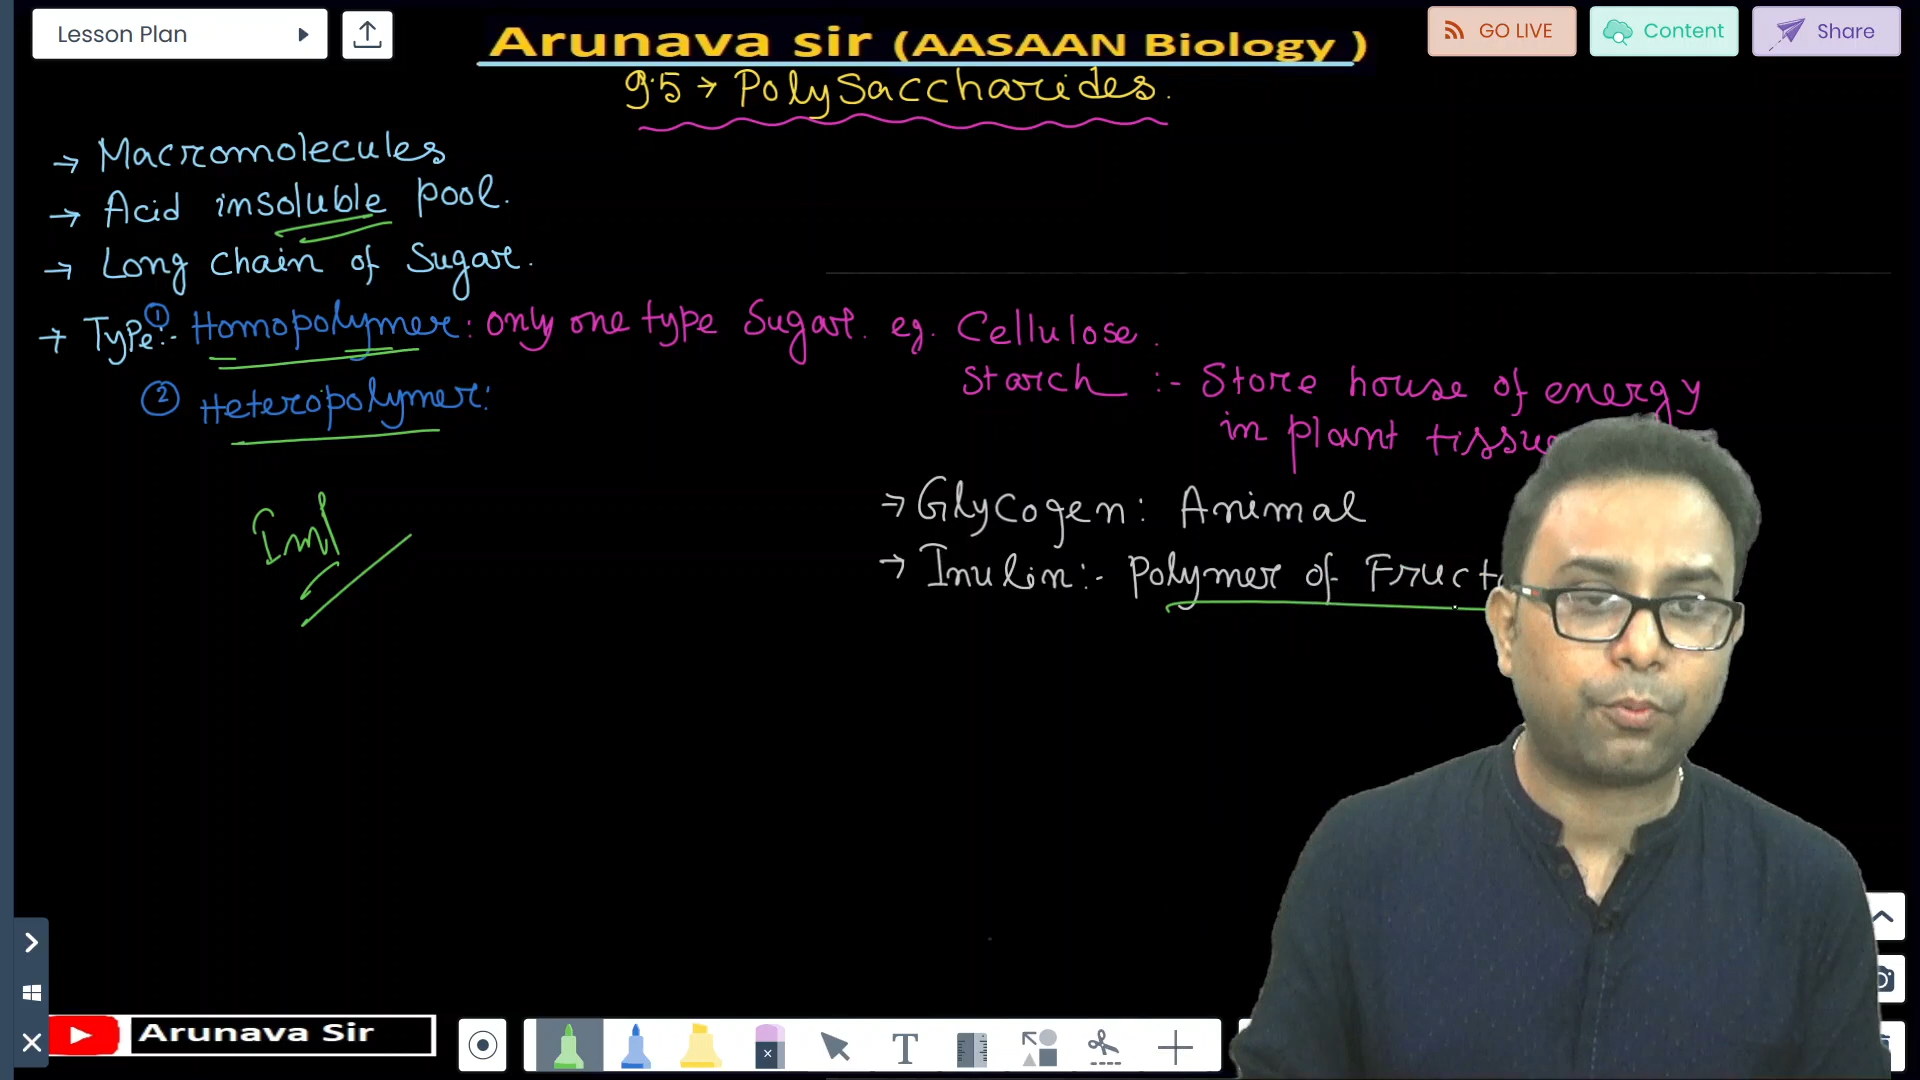 Lesson Plan
Arunava sir (AASAAN Biology )
GO LIVE
Content
Share
9.5 → PolySaccharides.
→ Macromolecules
→ Acid insoluble pool.
→ Long chain of Sugar.
→ Type:- ① Homopolymer: only one type Sugar. eg. Cellulose.
Starch :- Store house of energy
in plant
② Heteropolymer:
→ Glycogen: Animal
→ Inulin:- Polymer of
Arunava Sir
T